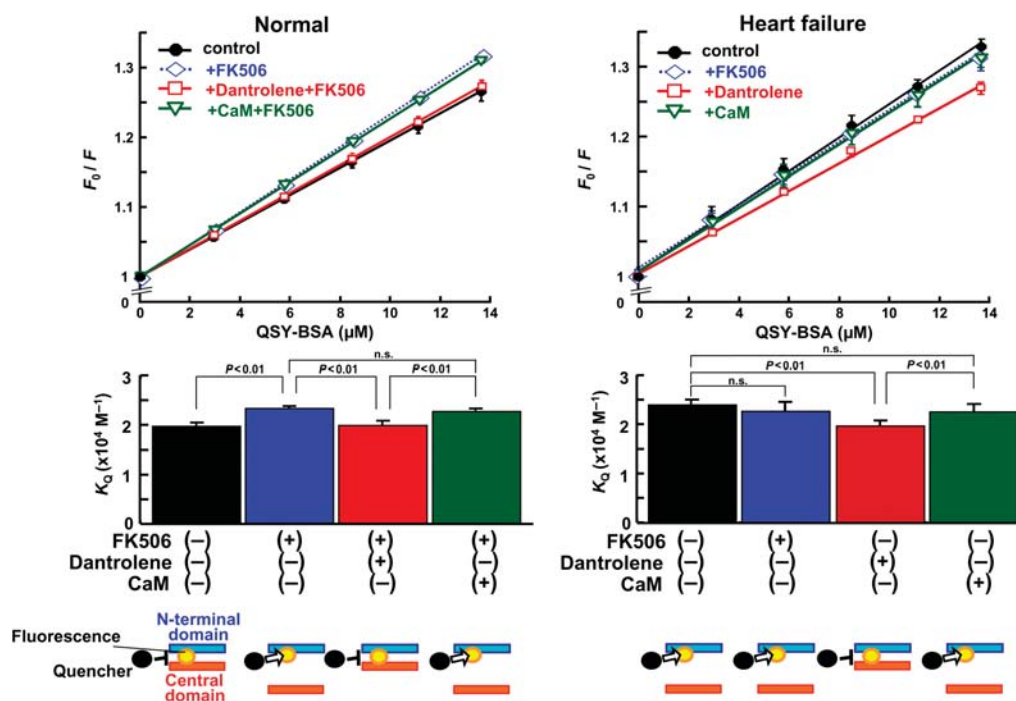 Normal
control
+FK506
+Dantrolene+FK506
+CaM+FK506
1.3
1.2
1.1
1
0
F₀ / F
0 2 4 6 8 10 12 14
QSY-BSA (µM)
Heart failure
control
+FK506
+Dantrolene
+CaM
1.3
1.2
1.1
1
0
F₀ / F
0 2 4 6 8 10 12 14
QSY-BSA (µM)
n.s.
P<0.01 P<0.01 P<0.01
3
2
1
0
K_Q (x10⁴ M⁻¹)
FK506 (−) (+) (+) (+)
Dantrolene (−) (−) (+) (−)
CaM (−) (−) (−) (+)
n.s.
P<0.01 P<0.01
n.s.
3
2
1
0
K_Q (x10⁴ M⁻¹)
FK506 (−) (+) (−) (−)
Dantrolene (−) (−) (+) (−)
CaM (−) (−) (−) (+)
N-terminal
domain
Fluorescence
Quencher
Central
domain